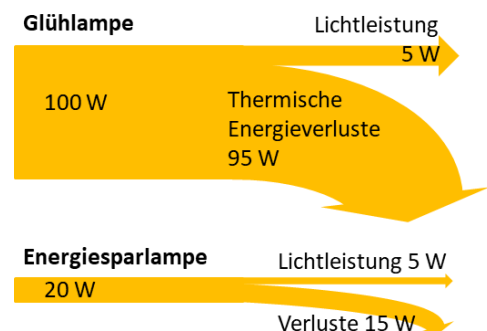 Glühlampe
Lichtleistung
5 W
100 W
Thermische
Energieverluste
95 W
Energiesparlampe
Lichtleistung 5 W
20 W
Verluste 15 W